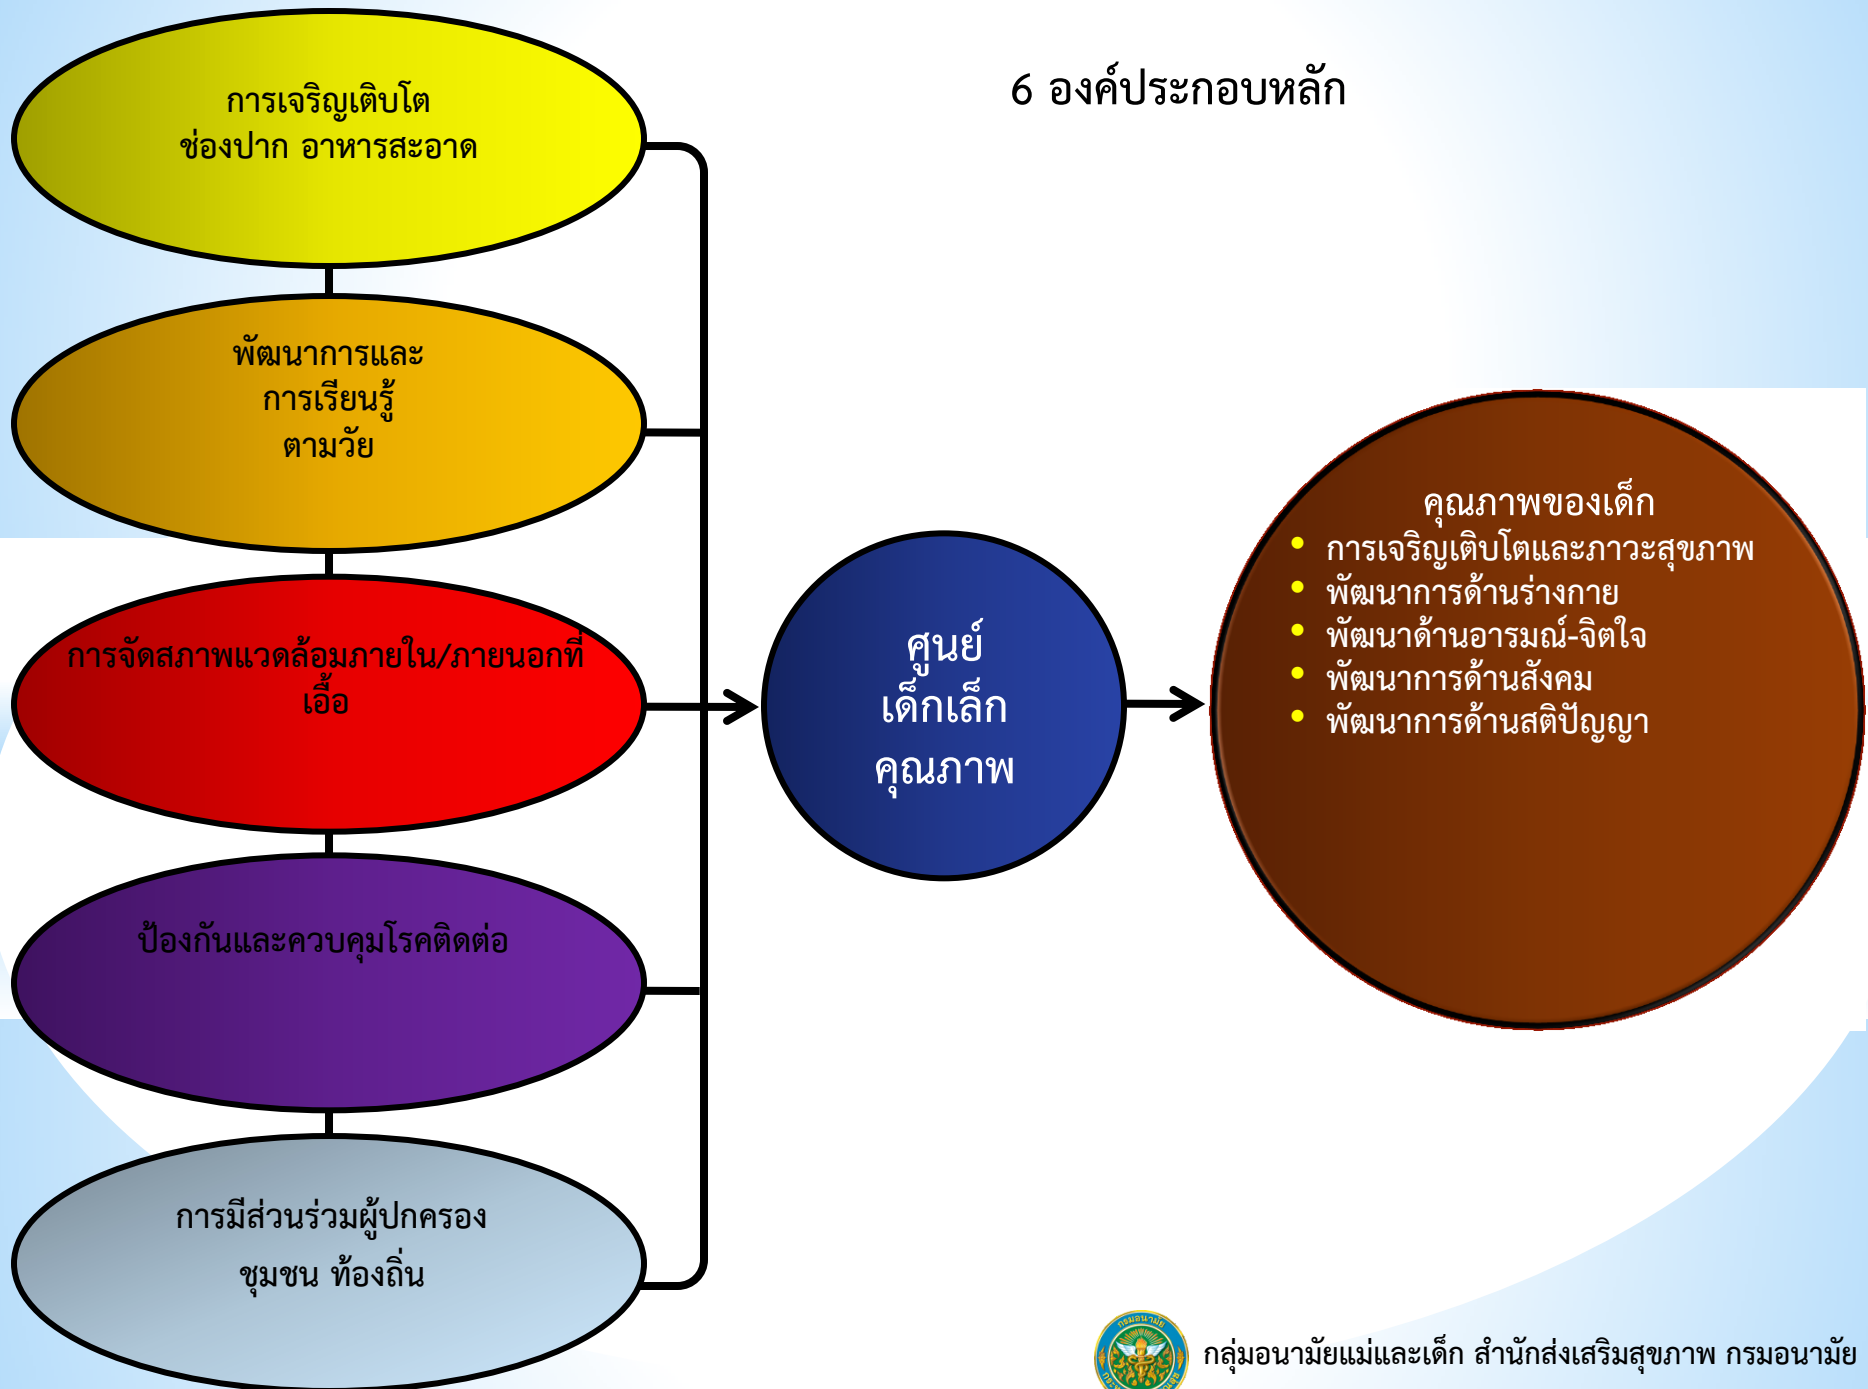 6 องค์ประกอบหลัก
การเจริญเติบโต
ช่องปาก อาหารสะอาด
พัฒนาการและ
การเรียนรู้
ตามวัย
การจัดสภาพแวดล้อมภายใน/ภายนอกที่
เอื้อ
ป้องกันและควบคุมโรคติดต่อ
การมีส่วนร่วมผู้ปกครอง
ชุมชน ท้องถิ่น
ศูนย์
เด็กเล็ก
คุณภาพ
คุณภาพของเด็ก
• การเจริญเติบโตและภาวะสุขภาพ
• พัฒนาการด้านร่างกาย
• พัฒนาด้านอารมณ์-จิตใจ
• พัฒนาการด้านสังคม
• พัฒนาการด้านสติปัญญา
กรมอนามัย
กลุ่มอนามัยแม่และเด็ก สำนักส่งเสริมสุขภาพ กรมอนามัย